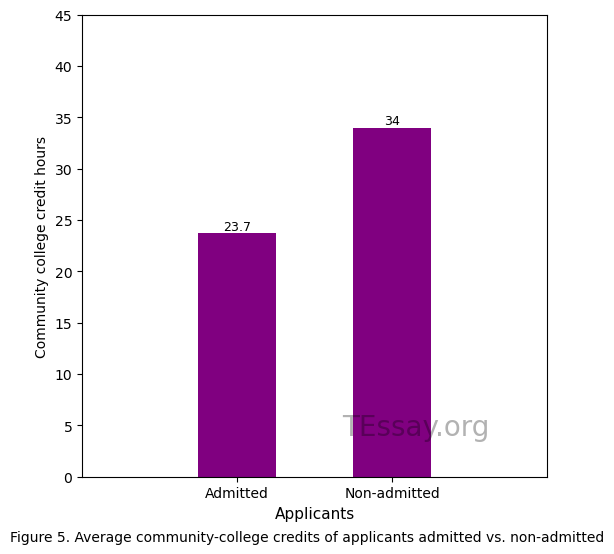 45
40
35
30
25
20
15
10
5
0
Community college credit hours
23.7
34
TEssay.org
Admitted
Non-admitted
Applicants
Figure 5. Average community-college credits of applicants admitted vs. non-admitted